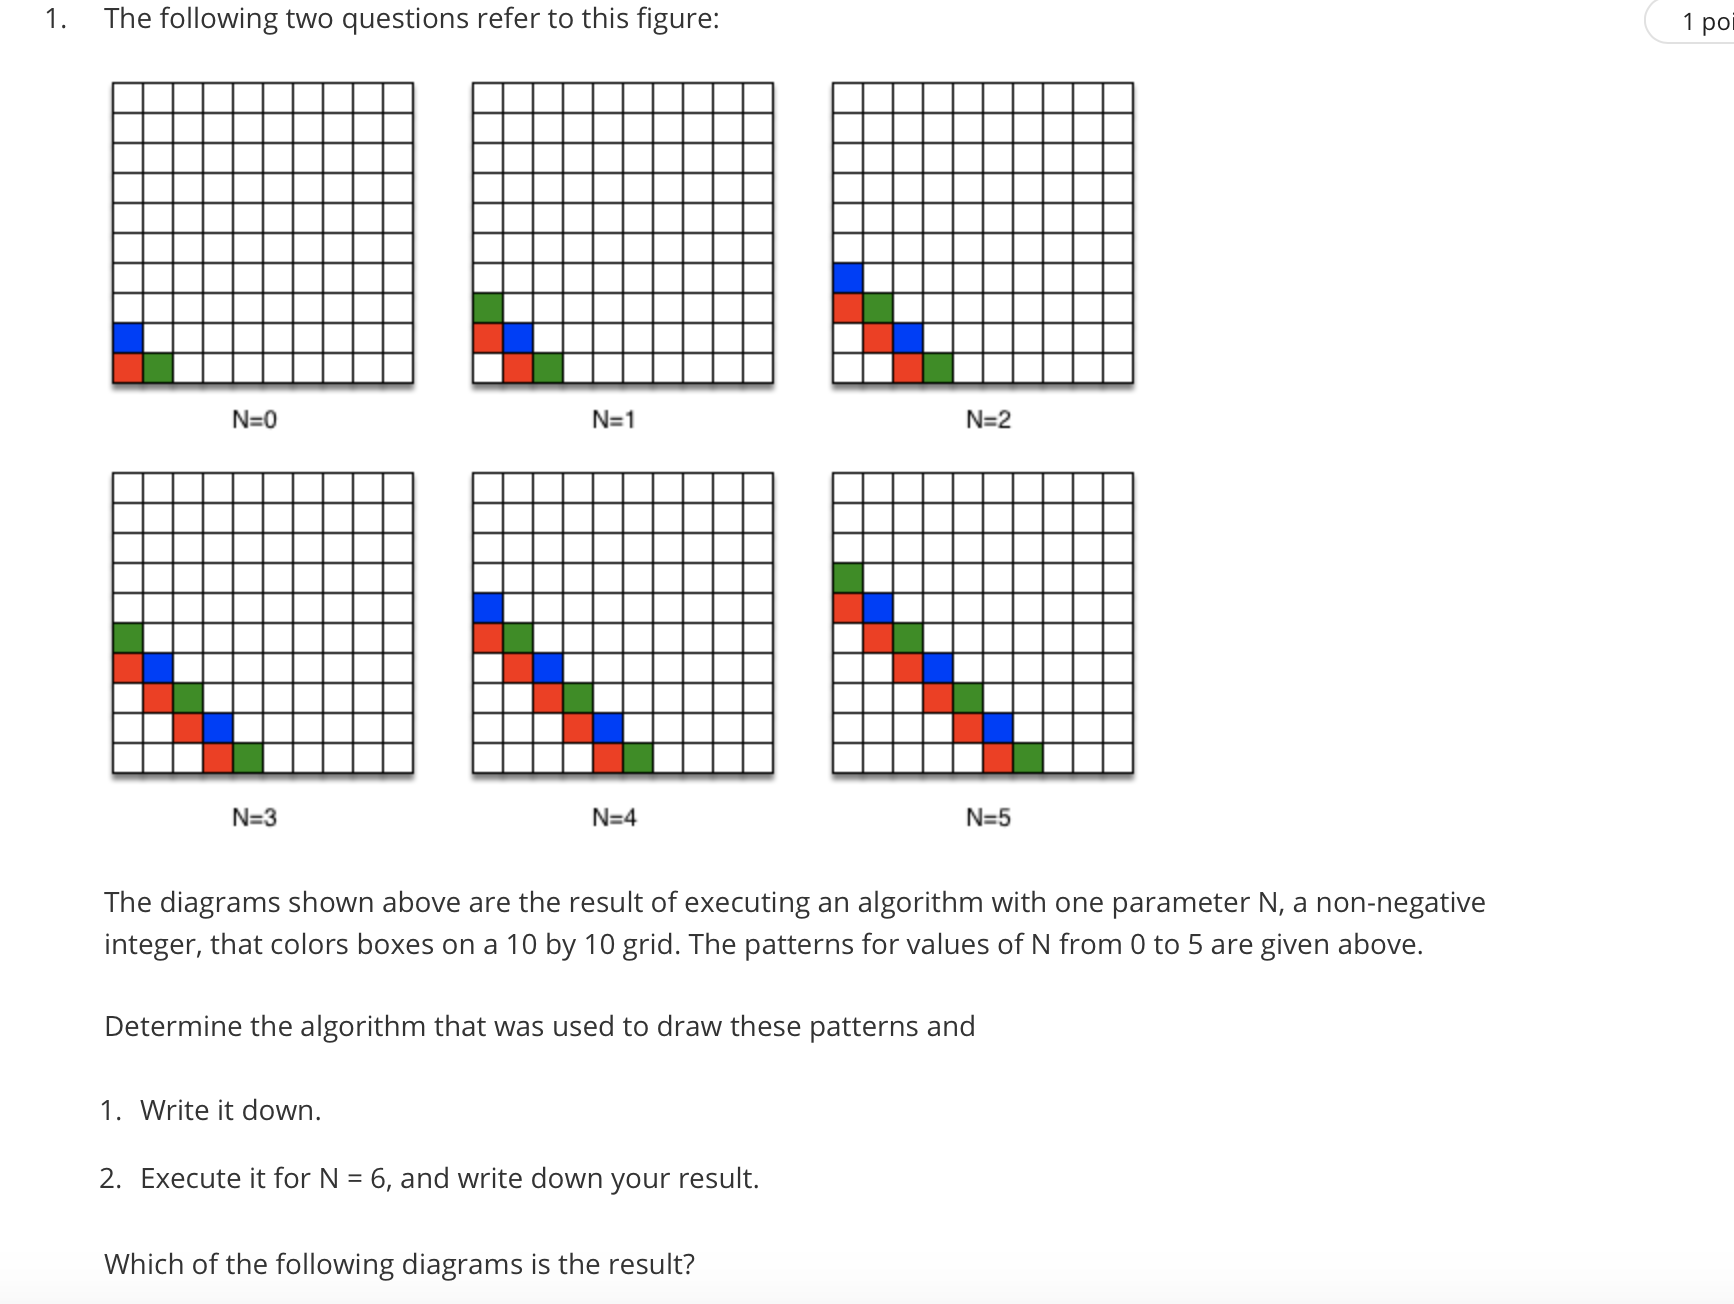 1. The following two questions refer to this figure:
1 poi
N=0 N=1 N=2
N=3 N=4 N=5
The diagrams shown above are the result of executing an algorithm with one parameter N, a non-negative
integer, that colors boxes on a 10 by 10 grid. The patterns for values of N from 0 to 5 are given above.
Determine the algorithm that was used to draw these patterns and
1. Write it down.
2. Execute it for N = 6, and write down your result.
Which of the following diagrams is the result?